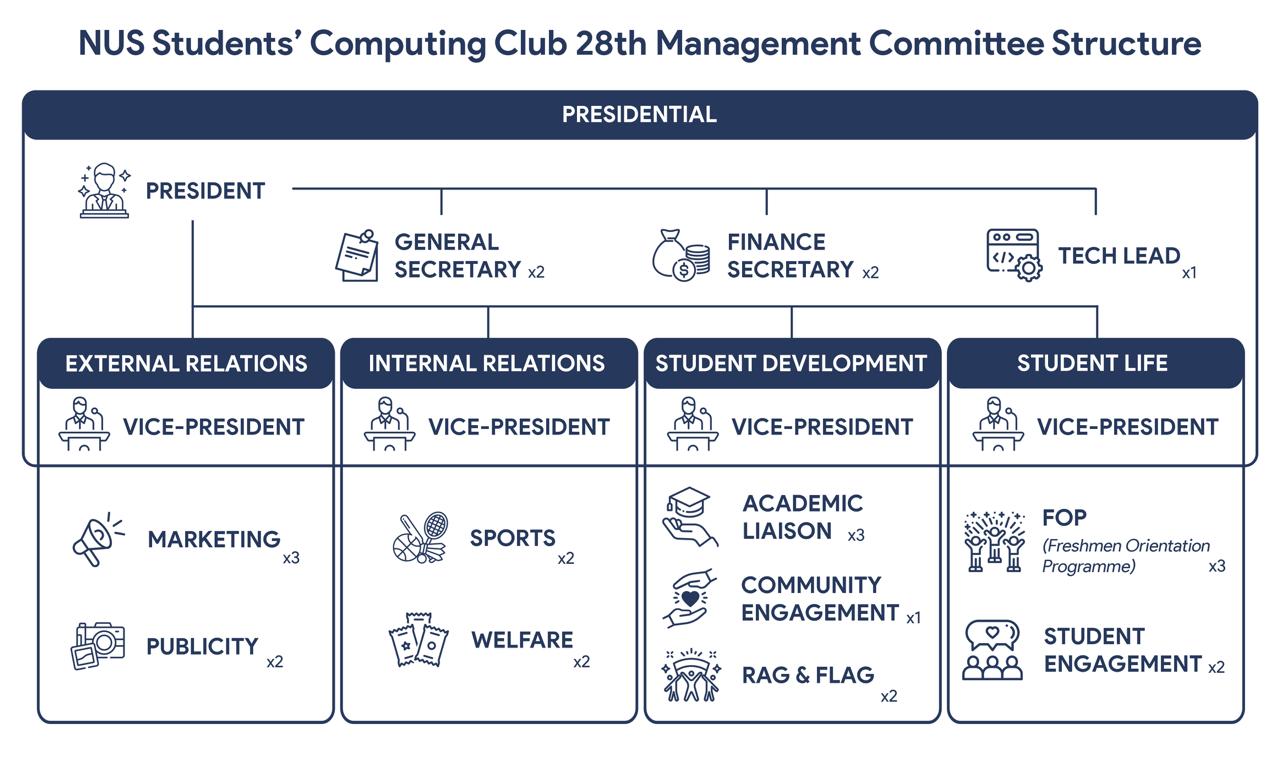 NUS Students’ Computing Club 28th Management Committee Structure
PRESIDENTIAL
PRESIDENT
GENERAL
SECRETARY x2
FINANCE
SECRETARY x2
TECH LEAD x1
EXTERNAL RELATIONS
VICE-PRESIDENT
MARKETING x3
PUBLICITY x2
INTERNAL RELATIONS
VICE-PRESIDENT
SPORTS x2
WELFARE x2
STUDENT DEVELOPMENT
VICE-PRESIDENT
ACADEMIC
LIAISON x3
COMMUNITY
ENGAGEMENT x1
RAG & FLAG x2
STUDENT LIFE
VICE-PRESIDENT
FOP
(Freshmen Orientation
Programme) x3
STUDENT
ENGAGEMENT x2